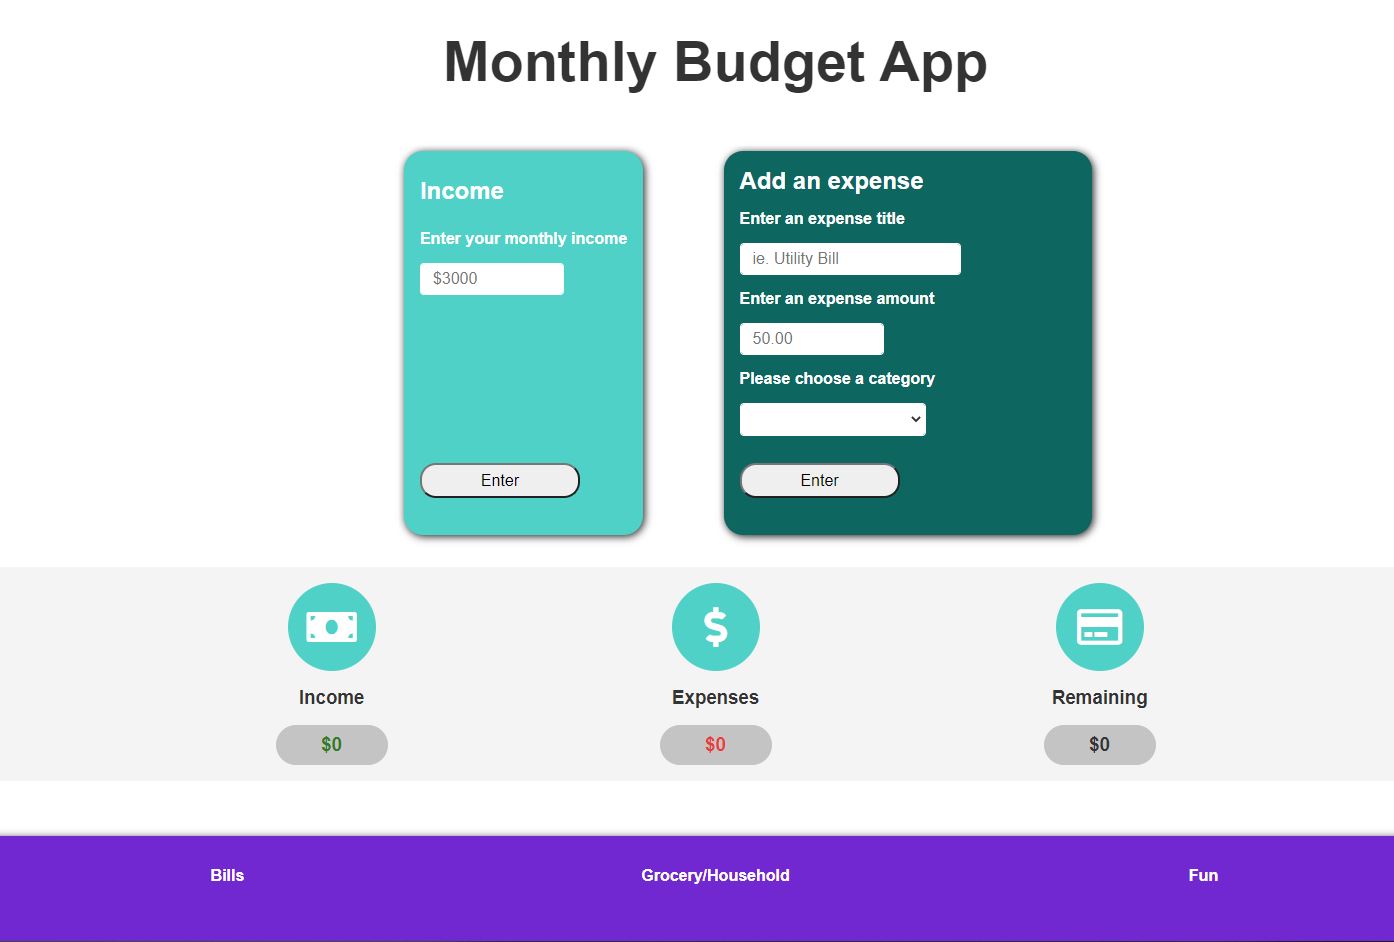 Monthly Budget App
Income
Enter your monthly income
$3000
Enter
Add an expense
Enter an expense title
ie. Utility Bill
Enter an expense amount
50.00
Please choose a category
Enter
Income
$0
Expenses
$0
Remaining
$0
Bills
Grocery/Household
Fun